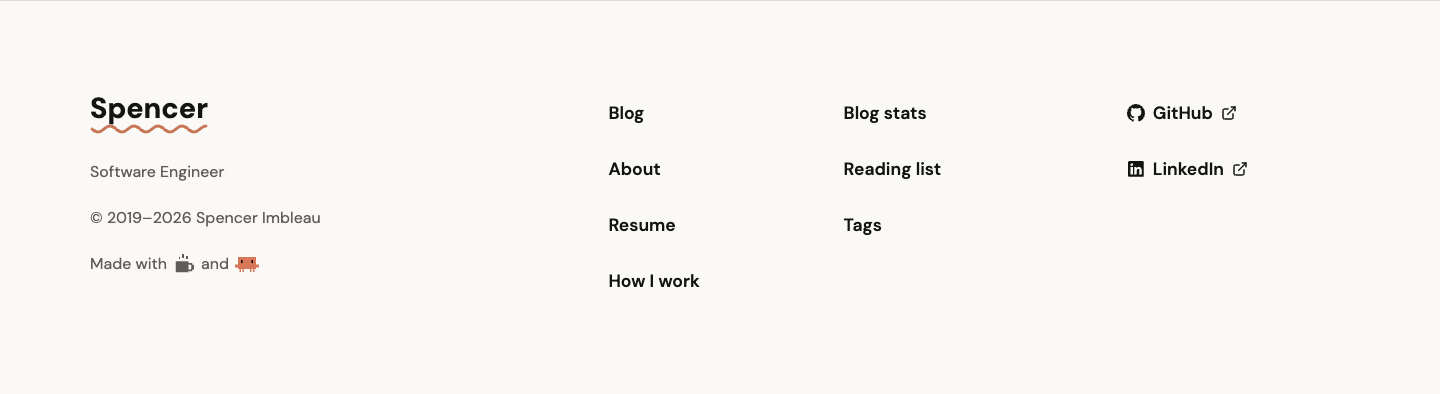 Spencer
Software Engineer
© 2019–2026 Spencer Imbleau
Made with and
Blog
About
Resume
How I work
Blog stats
Reading list
Tags
GitHub
LinkedIn